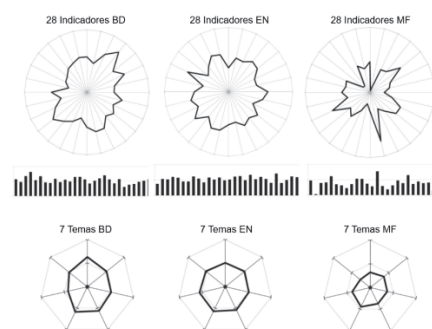 28 Indicadores BD
28 Indicadores EN
28 Indicadores MF
7 Temas BD
7 Temas EN
7 Temas MF